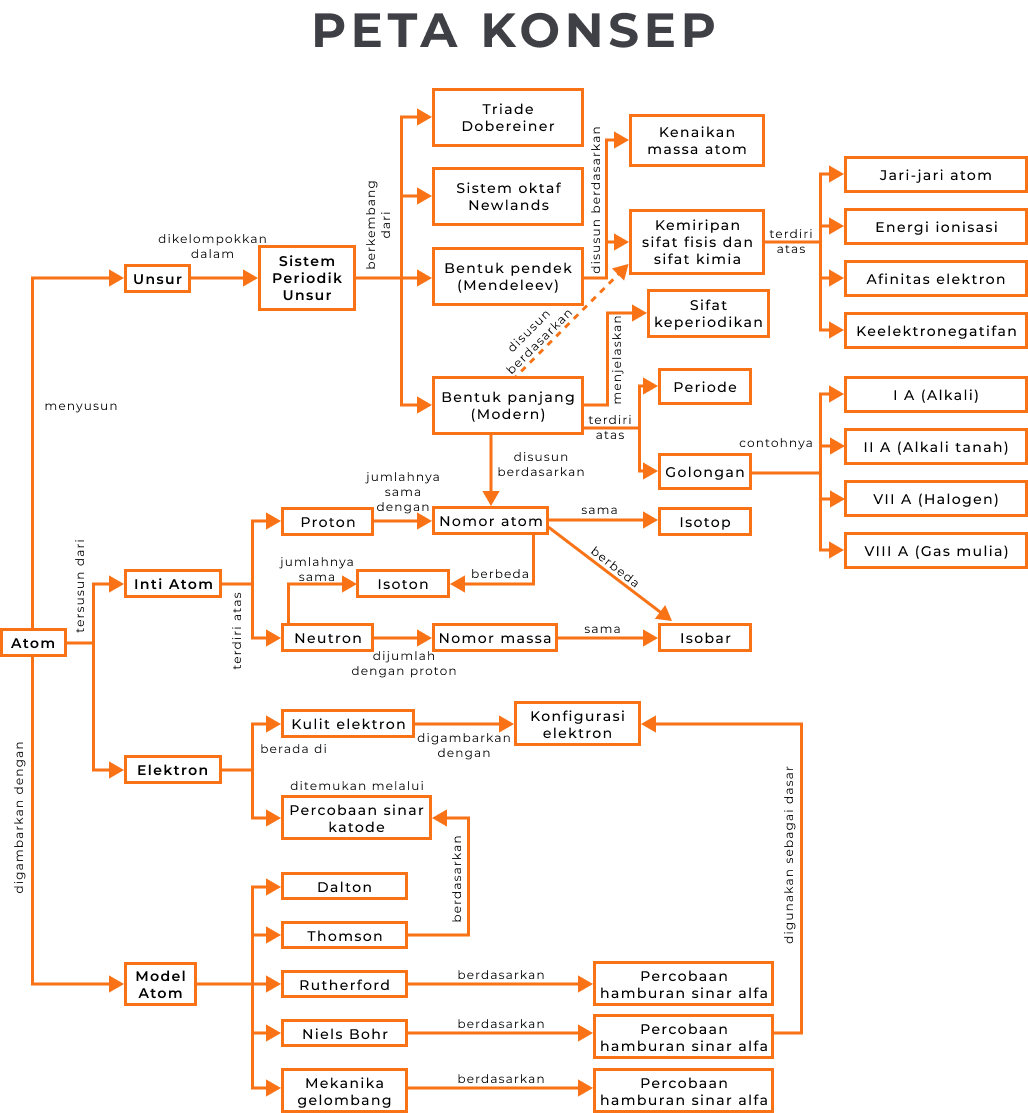 PETA KONSEP
Triade
Dobereiner
Sistem oktaf
Newlands
Bentuk pendek
(Mendeleev)
Bentuk panjang
(Modern)
Kenaikan
massa atom
Kemiripan
sifat fisis dan
sifat kimia
Sifat
keperiodikan
Periode
Golongan
Jari-jari atom
Energi ionisasi
Afinitas elektron
Keelektronegatifan
I A (Alkali)
II A (Alkali tanah)
VII A (Halogen)
VIII A (Gas mulia)
dikelompokkan
dalam
Unsur
Sistem
Periodik
Unsur
berkembang
dari
disusun berdasarkan
disusun
berdasarkan
menjelaskan
terdiri
atas
terdiri
atas
contohnya
menyusun
disusun
berdasarkan
jumlahnya
sama
dengan
Proton
Nomor atom
sama
Isotop
tersusun dari
Inti Atom
terdiri atas
jumlahnya
sama
Isoton
berbeda
berbeda
Atom
Neutron
Nomor massa
sama
Isobar
dijumlah
dengan proton
Kulit elektron
berada di
digambarkan
dengan
Konfigurasi
elektron
Elektron
ditemukan melalui
Percobaan sinar
katode
digambarkan dengan
berdasarkan
digunakan sebagai dasar
Dalton
Thomson
Model
Atom
Rutherford
berdasarkan
Percobaan
hamburan sinar alfa
Niels Bohr
berdasarkan
Percobaan
hamburan sinar alfa
Mekanika
gelombang
berdasarkan
Percobaan
hamburan sinar alfa